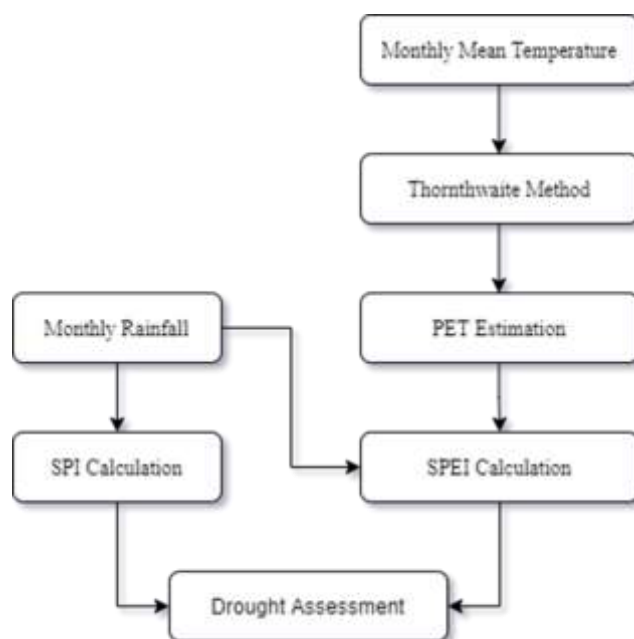 Monthly Mean Temperature
Thornthwaite Method
Monthly Rainfall
PET Estimation
SPI Calculation
SPEI Calculation
Drought Assessment